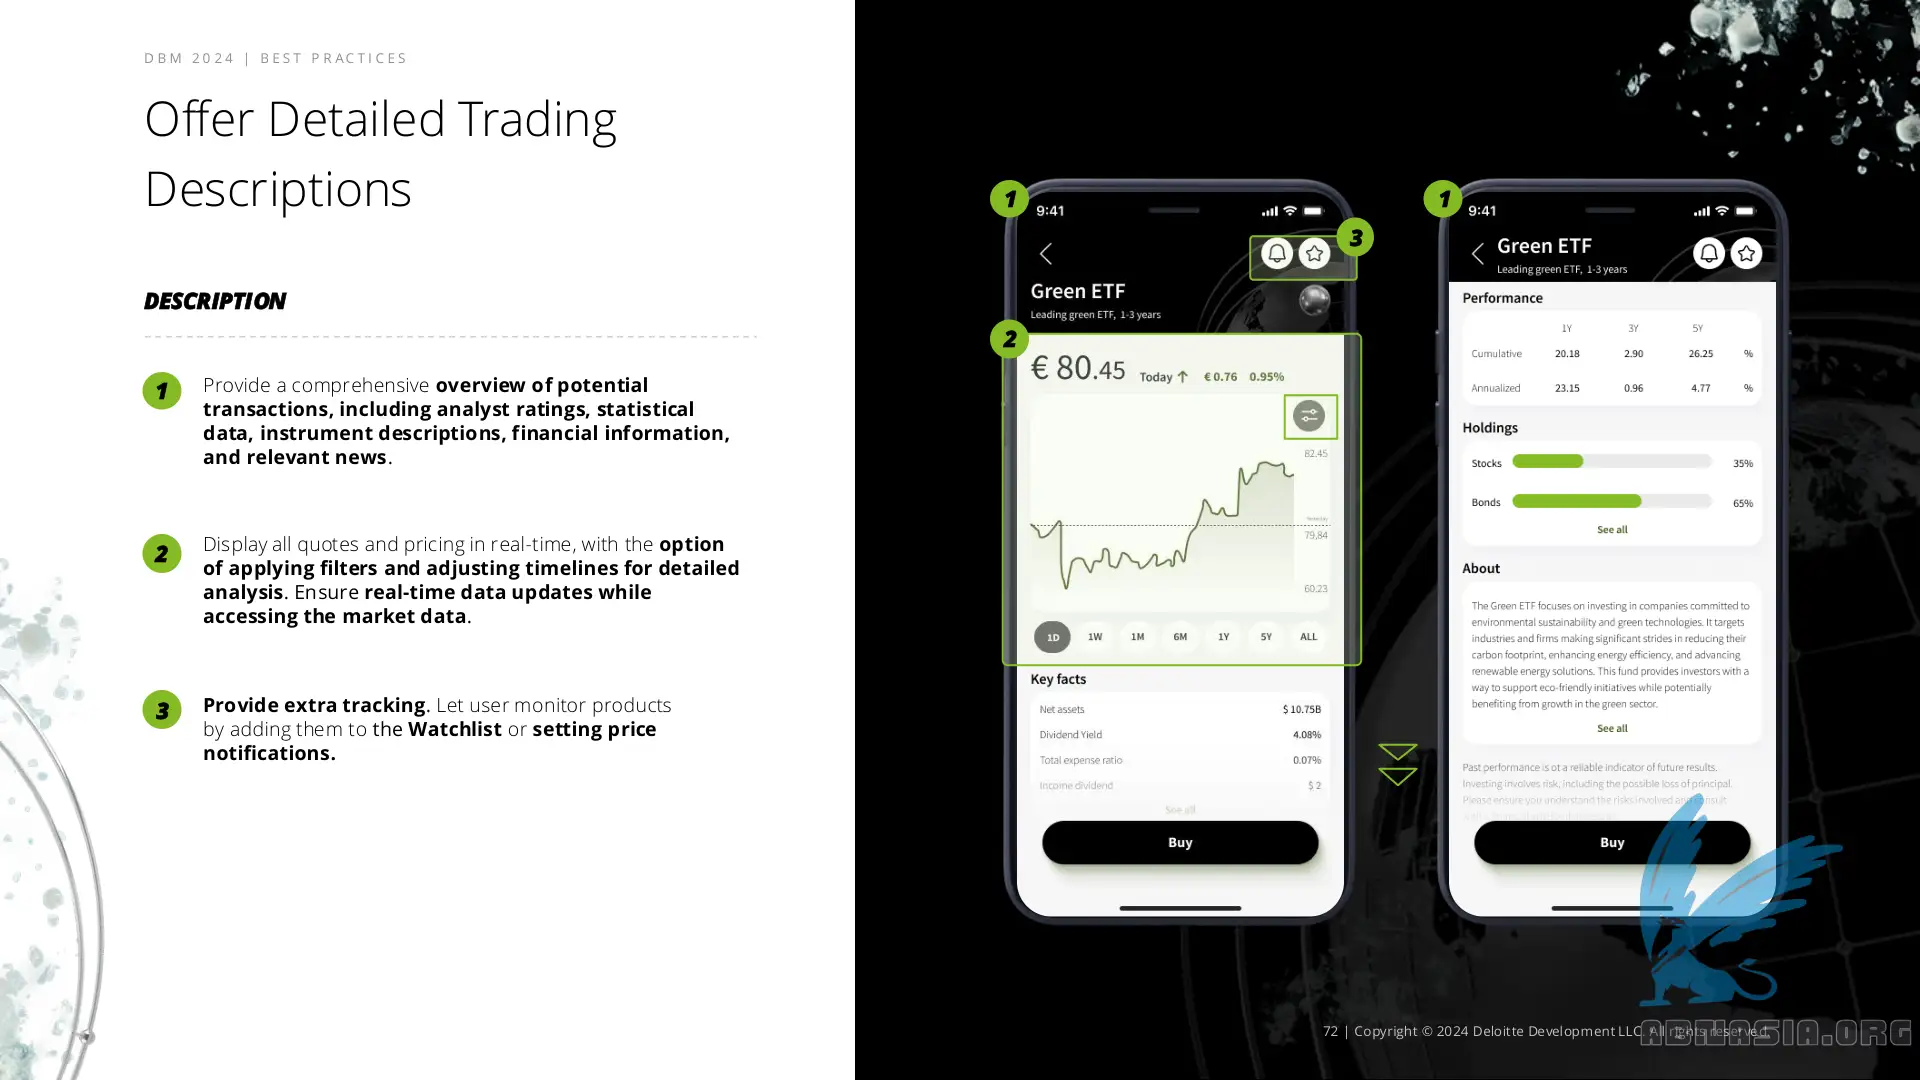 DBM 2024 | BEST PRACTICES
Offer Detailed Trading
Descriptions
DESCRIPTION
1
Provide a comprehensive overview of potential
transactions, including analyst ratings, statistical
data, instrument descriptions, financial information,
and relevant news.
2
Display all quotes and pricing in real-time, with the option
of applying filters and adjusting timelines for detailed
analysis. Ensure real-time data updates while
accessing the market data.
3
Provide extra tracking. Let user monitor products
by adding them to the Watchlist or setting price
notifications.
1
9:41
3
Green ETF
Leading green ETF, 1-3 years
2
€ 80.45 Today € 0.76 0.95%
82.45
79,84
60.23
1D 1W 1M 6M 1Y 5Y ALL
Key facts
Net assets $ 10.75B
Dividend Yield 4.08%
Total expense ratio 0.07%
Income dividend $ 2
See all
Buy
1
9:41
Green ETF
Leading green ETF, 1-3 years
Performance
1Y 3Y 5Y
Cumulative 20.18 2.90 26.25 %
Annualized 23.15 0.96 4.77 %
Holdings
Stocks 35%
Bonds 65%
See all
About
The Green ETF focuses on investing in companies committed to
environmental sustainability and green technologies. It targets
industries and firms making significant strides in reducing their
carbon footprint, enhancing energy efficiency, and advancing
renewable energy solutions. This fund provides investors with a
way to support eco-friendly initiatives while potentially
benefiting from growth in the green sector.
See all
Past performance is ot a reliable indicator of future results.
Investing involves risk, including the possible loss of principal.
Please ensure you understand the risks involved and consult
Buy
72 | Copyright © 2024 Deloitte Development LLC. All rights reserved.
ABTLASIA.ORG